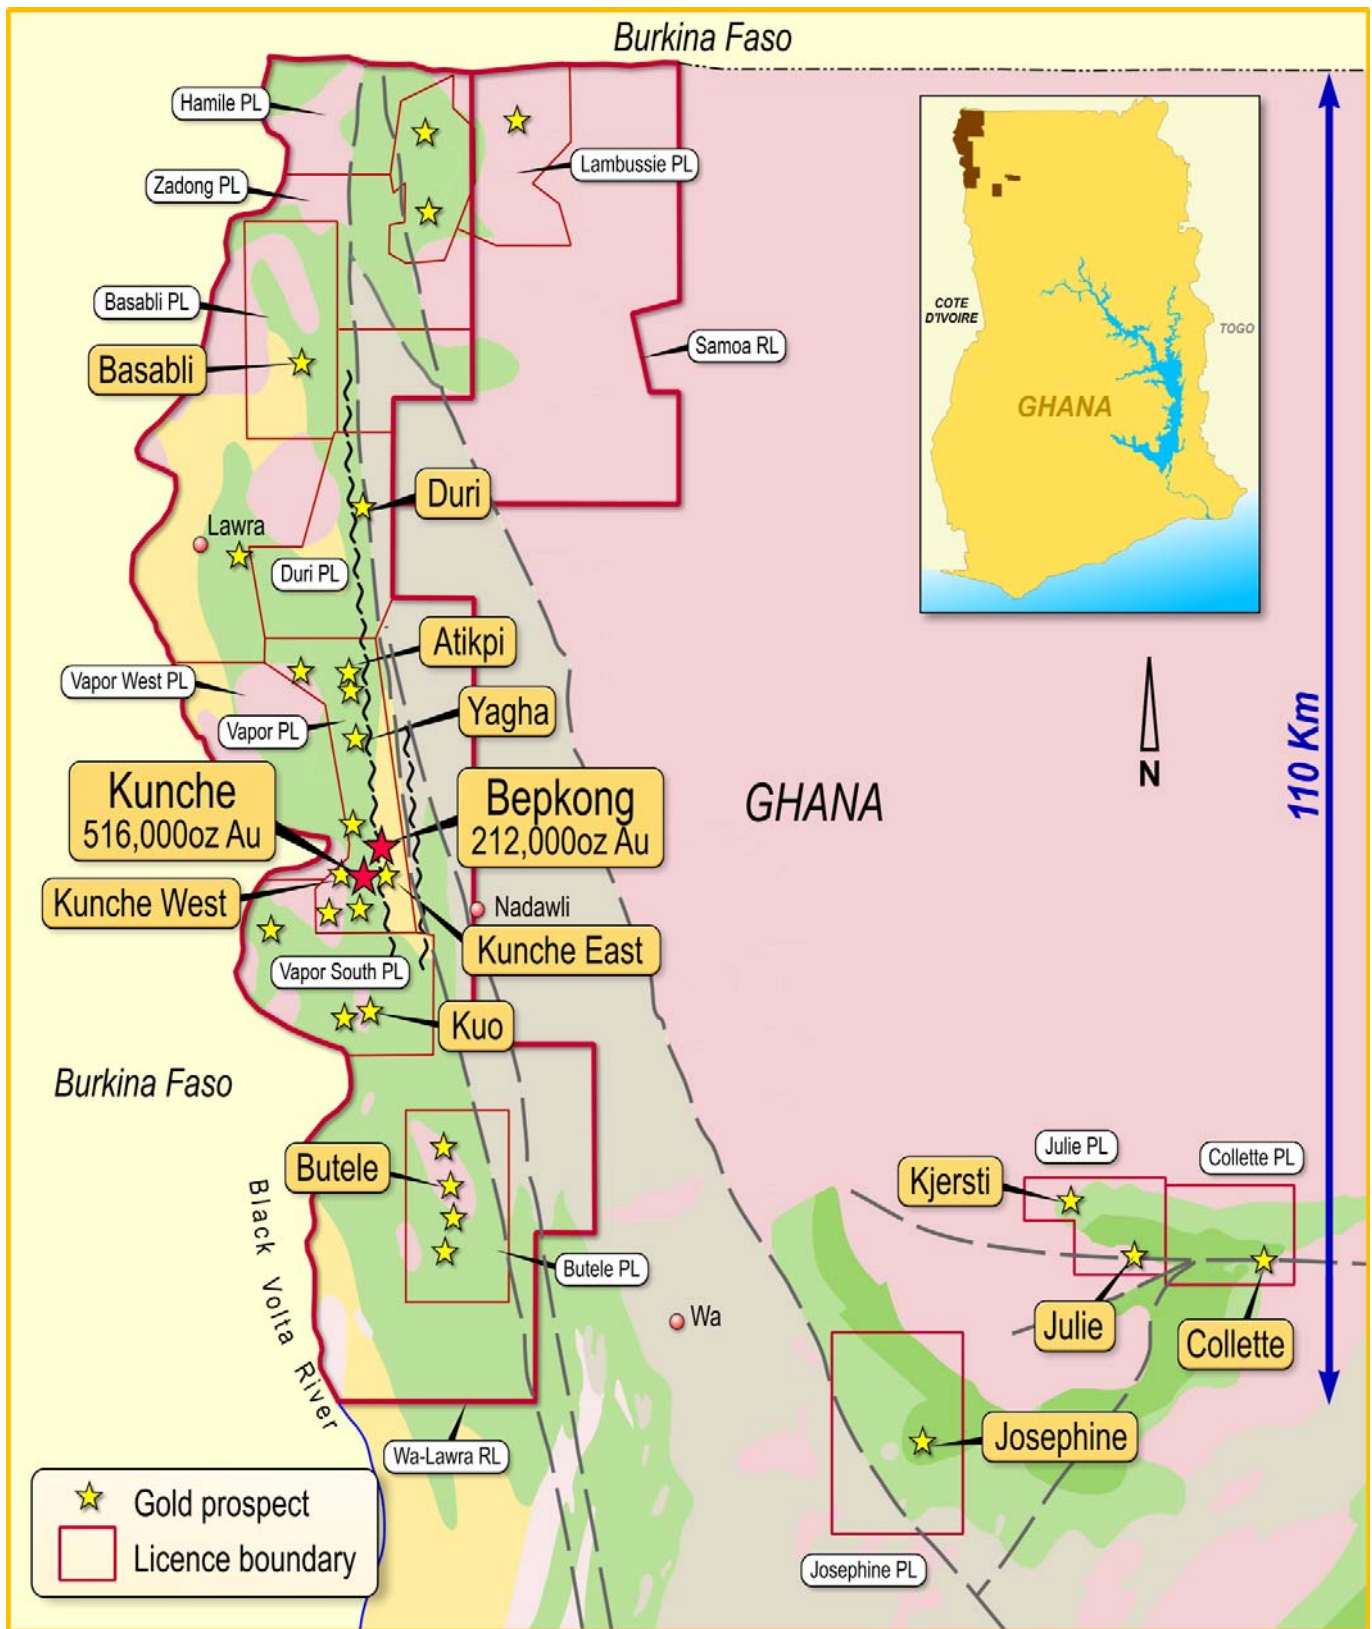 Burkina Faso
Hamile PL
Lambussie PL
Zadong PL
Basabli PL
Samoa RL
Basabli
COTE
D'IVOIRE
TOGO
GHANA
Duri
Lawra
Duri PL
Atikpi
Vapor West PL
Yagha
Vapor PL
N
110 Km
Kunche
516,000oz Au
Bepkong
212,000oz Au
GHANA
Kunche West
Nadawli
Kunche East
Vapor South PL
Kuo
Burkina Faso
Butele
Julie PL
Collette PL
Kjersti
Black Volta River
Butele PL
Wa
Julie
Collette
Josephine
Wa-Lawra RL
Josephine PL
Gold prospect
Licence boundary